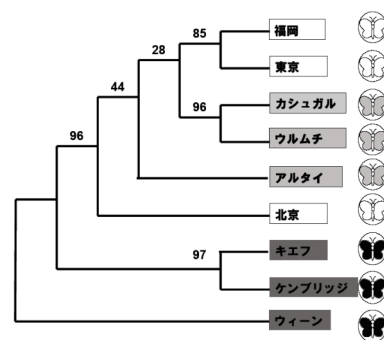 85
福岡
28
東京
44
カシュガル
96
96
ウルムチ
アルタイ
北京
97
キエフ
ケンブリッジ
ウィーン